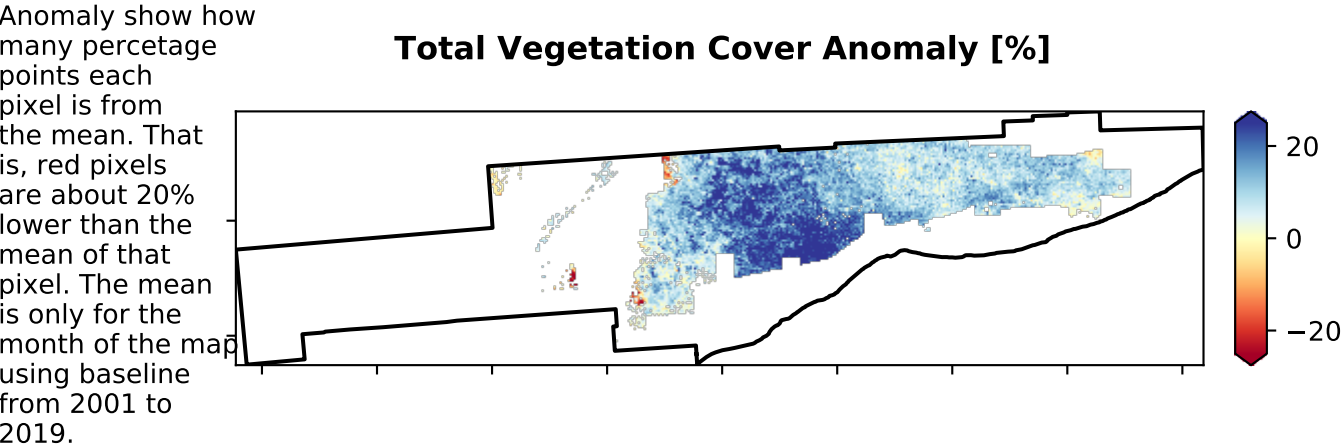 Anomaly show how
many percetage
points each
pixel is from
the mean. That
is, red pixels
are about 20%
lower than the
mean of that
pixel. The mean
is only for the
month of the map
using baseline
from 2001 to
2019.
Total Vegetation Cover Anomaly [%]
20
0
−20